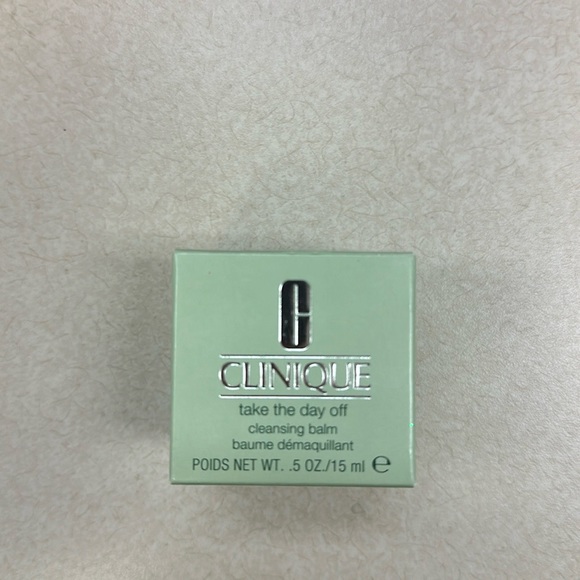 C
CLINIQUE
take the day off
cleansing balm
baume démaquillant
POIDS NET WT. .5 OZ./15 ml ℮